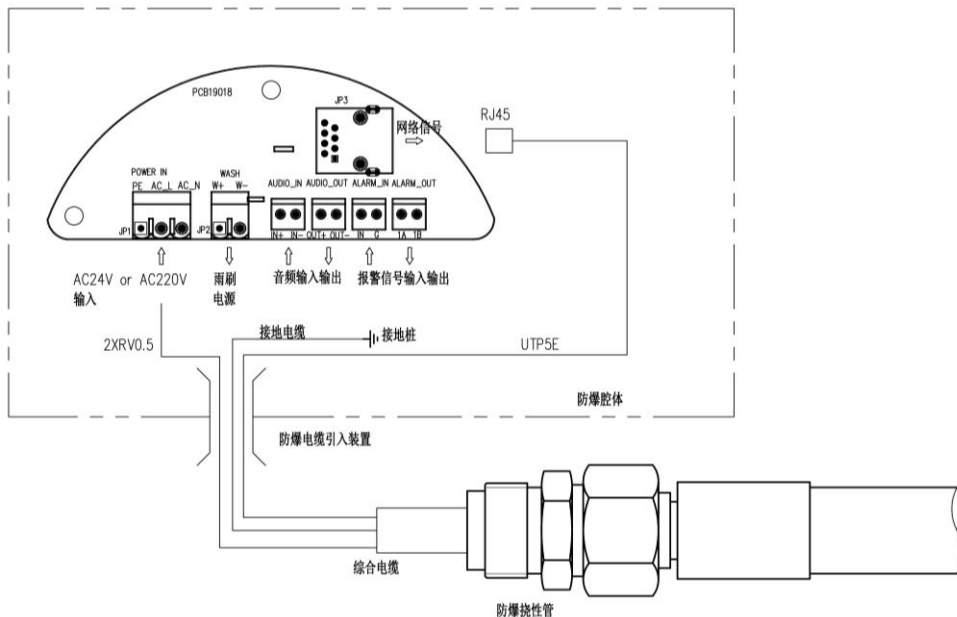 PCB19018
JP3
网络信号
RJ45
POWER IN
PE AC_L AC_N
WASH
W+ W-
AUDIO_IN AUDIO_OUT ALARM_IN ALARM_OUT
JP1
JP2
IN+ IN- OUT+ OUT- IN G 1A 1B
AC24V or AC220V
输入
雨刷
电源
音频输入输出
报警信号输入输出
2XRV0.5
接地电缆
接地桩
UTP5E
防爆腔体
防爆电缆引入装置
综合电缆
防爆挠性管